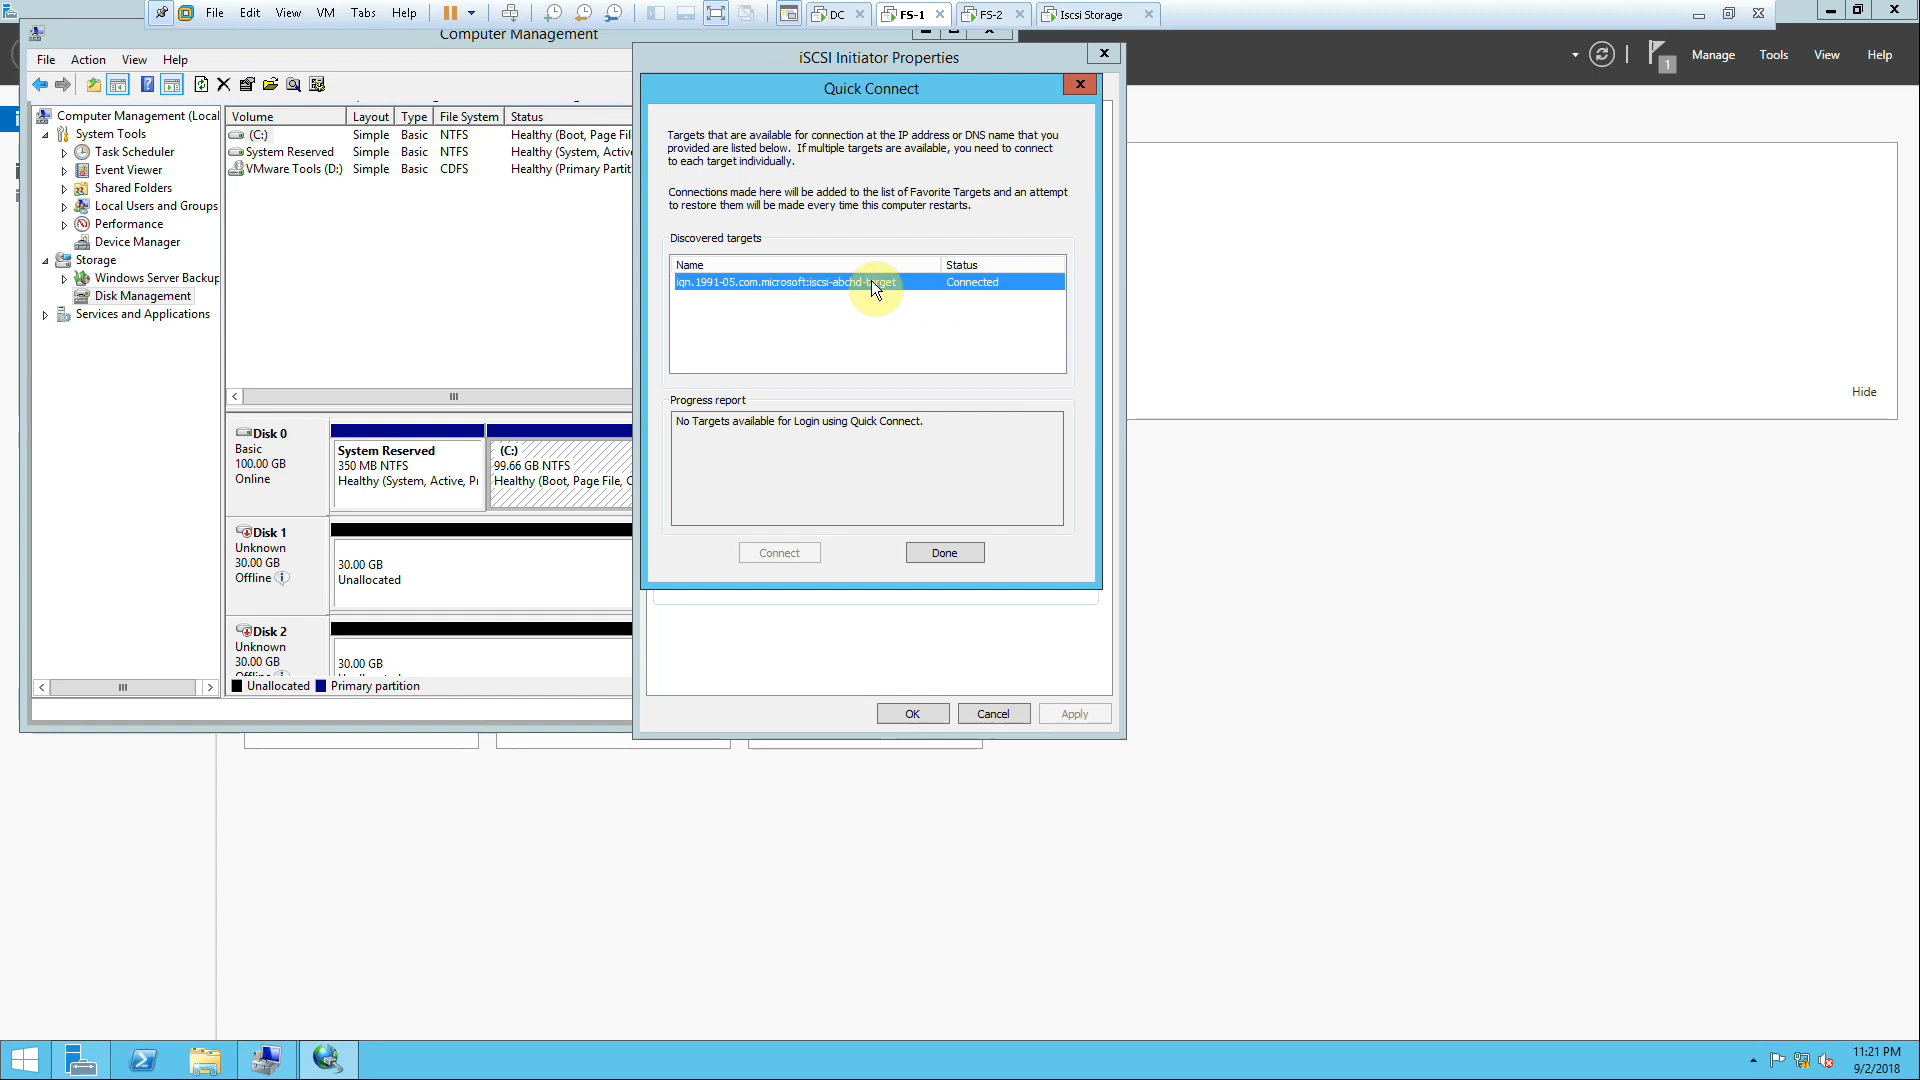 File Edit View VM Tabs Help
DC
FS-1
FS-2
Iscsi Storage
Computer Management
File Action View Help
Computer Management (Local
System Tools
Task Scheduler
Event Viewer
Shared Folders
Local Users and Groups
Performance
Device Manager
Storage
Windows Server Backup
Disk Management
Services and Applications
Volume Layout Type File System Status
(C:) Simple Basic NTFS Healthy (Boot, Page Fil
System Reserved Simple Basic NTFS Healthy (System, Active
VMware Tools (D:) Simple Basic CDFS Healthy (Primary Partit
Disk 0
Basic
100.00 GB
Online
System Reserved
350 MB NTFS
Healthy (System, Active, P
(C:)
99.66 GB NTFS
Healthy (Boot, Page File, C
Disk 1
Unknown
30.00 GB
Offline
30.00 GB
Unallocated
Disk 2
Unknown
30.00 GB
30.00 GB
Unallocated Primary partition
iSCSI Initiator Properties
Quick Connect
Targets that are available for connection at the IP address or DNS name that you
provided are listed below. If multiple targets are available, you need to connect
to each target individually.
Connections made here will be added to the list of Favorite Targets and an attempt
to restore them will be made every time this computer restarts.
Discovered targets
Name Status
iqn.1991-05.com.microsoft:iscsi-abchd-target Connected
Progress report
No Targets available for Login using Quick Connect.
Connect Done
OK Cancel Apply
1
Manage Tools View Help
Hide
11:21 PM
9/2/2018